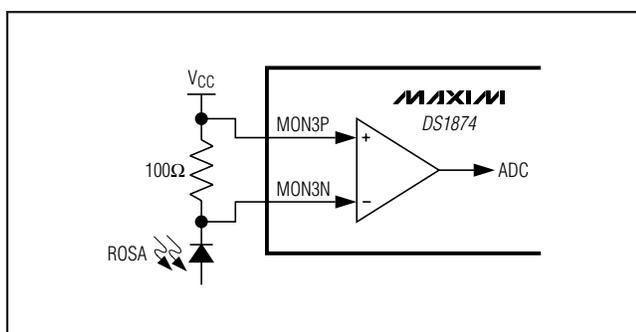 VCC
MAXIM
DS1874
MON3P
+
100Ω
ADC
MON3N
−
ROSA